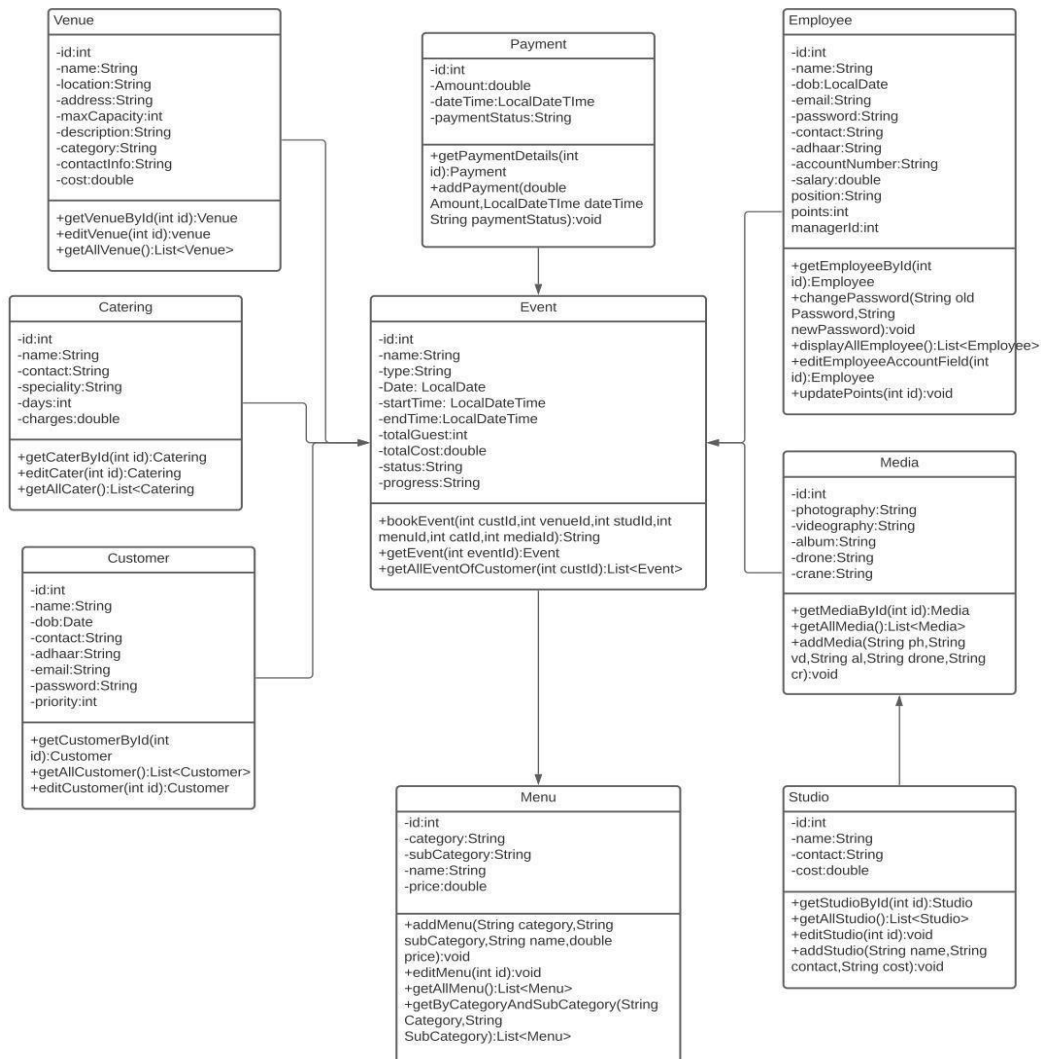 Venue
-id:int
-name:String
-location:String
-address:String
-maxCapacity:int
-description:String
-category:String
-contactInfo:String
-cost:double
+getVenueById(int id):Venue
+editVenue(int id):venue
+getAllVenue():List<Venue>
Payment
-id:int
-Amount:double
-dateTime:LocalDateTIme
-paymentStatus:String
+getPaymentDetails(int
id):Payment
+addPayment(double
Amount,LocalDateTIme dateTime
String paymentStatus):void
Employee
-id:int
-name:String
-dob:LocalDate
-email:String
-password:String
-contact:String
-adhaar:String
-accountNumber:String
-salary:double
position:String
points:int
managerId:int
+getEmployeeById(int
id):Employee
+changePassword(String old
Password,String
newPassword):void
+displayAllEmployee():List<Employee>
+editEmployeeAccountField(int
id):Employee
+updatePoints(int id):void
Catering
-id:int
-name:String
-contact:String
-speciality:String
-days:int
-charges:double
+getCaterById(int id):Catering
+editCater(int id):Catering
+getAllCater():List<Catering
Event
-id:int
-name:String
-type:String
-Date: LocalDate
-startTime: LocalDateTime
-endTime:LocalDateTime
-totalGuest:int
-totalCost:double
-status:String
-progress:String
+bookEvent(int custId,int venueId,int studId,int
menuId,int catId,int mediaId):String
+getEvent(int eventId):Event
+getAllEventOfCustomer(int custId):List<Event>
Media
-id:int
-photography:String
-videography:String
-album:String
-drone:String
-crane:String
+getMediaById(int id):Media
+getAllMedia():List<Media>
+addMedia(String ph,String
vd,String al,String drone,String
cr):void
Customer
-id:int
-name:String
-dob:Date
-contact:String
-adhaar:String
-email:String
-password:String
-priority:int
+getCustomerById(int
id):Customer
+getAllCustomer():List<Customer>
+editCustomer(int id):Customer
Menu
-id:int
-category:String
-subCategory:String
-name:String
-price:double
+addMenu(String category,String
subCategory,String name,double
price):void
+editMenu(int id):void
+getAllMenu():List<Menu>
+getByCategoryAndSubCategory(String
Category,String
SubCategory):List<Menu>
Studio
-id:int
-name:String
-contact:String
-cost:double
+getStudioById(int id):Studio
+getAllStudio():List<Studio>
+editStudio(int id):void
+addStudio(String name,String
contact,String cost):void